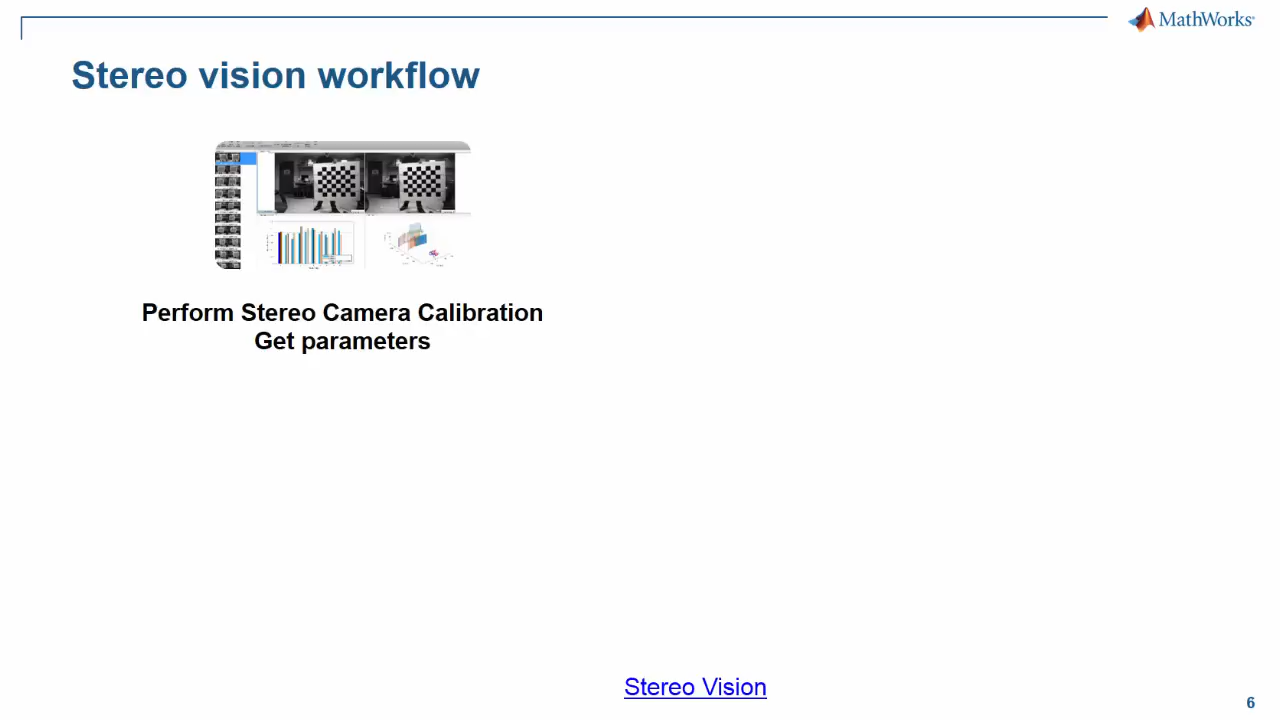 MathWorks
Stereo vision workflow
Perform Stereo Camera Calibration
Get parameters
Stereo Vision
6